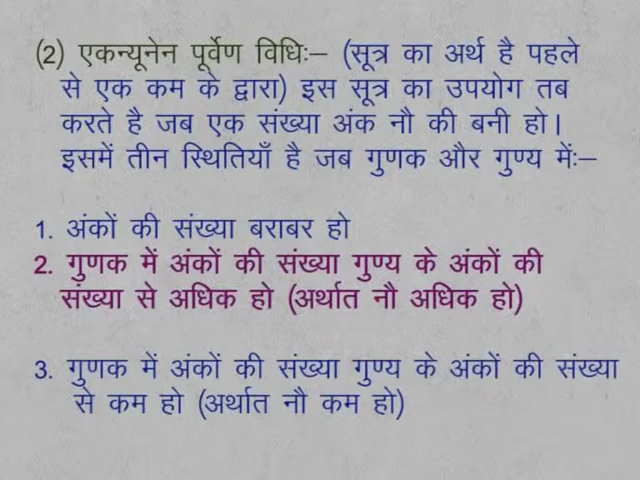 (2) एकन्यूनेन पूर्वेण विधिः– (सूत्र का अर्थ है पहले
से एक कम के द्वारा) इस सूत्र का उपयोग तब
करते है जब एक संख्या अंक नौ की बनी हो।
इसमें तीन स्थितियाँ है जब गुणक और गुण्य मेंः–
1. अंकों की संख्या बराबर हो
2. गुणक में अंकों की संख्या गुण्य के अंकों की
संख्या से अधिक हो (अर्थात नौ अधिक हो)
3. गुणक में अंकों की संख्या गुण्य के अंकों की संख्या
से कम हो (अर्थात नौ कम हो)